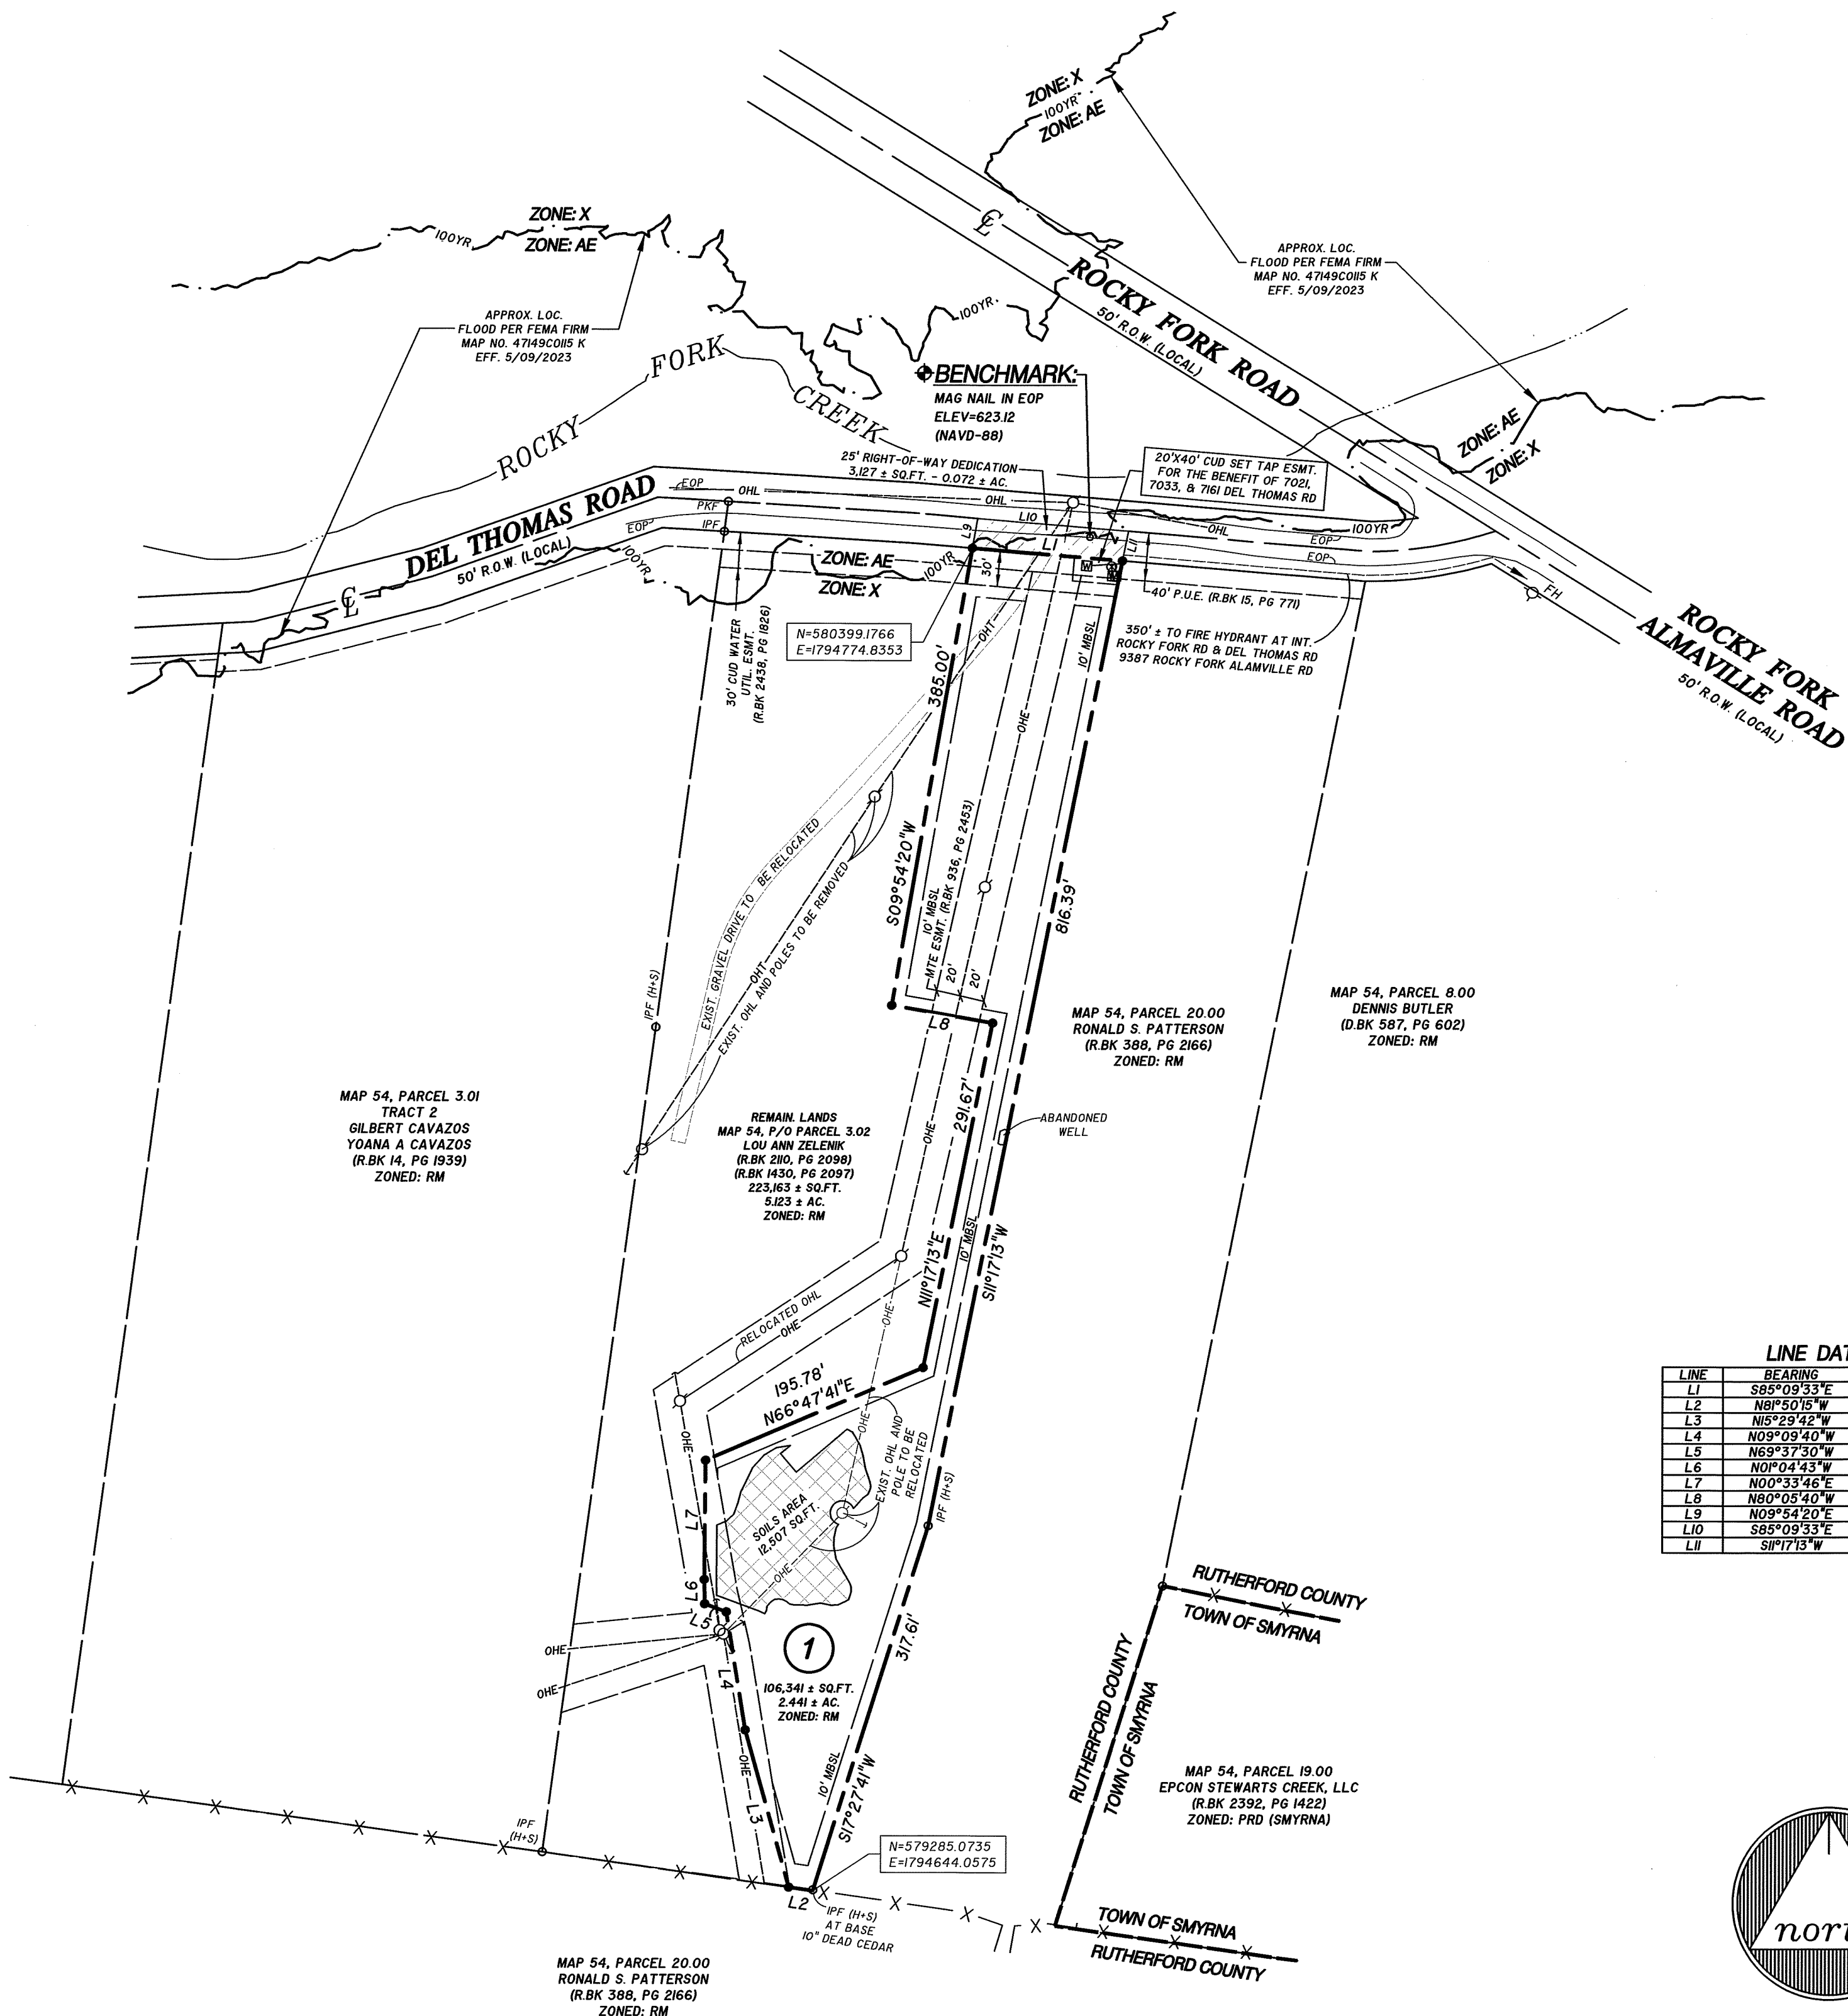 ZONE: X
100YR
ZONE: AE
ZONE: X
100YR.
ZONE: AE
℄
APPROX. LOC.
FLOOD PER FEMA FIRM
MAP NO. 47149C0115 K
EFF. 5/09/2023
APPROX. LOC.
FLOOD PER FEMA FIRM
MAP NO. 47149C0115 K
EFF. 5/09/2023
ROCKY FORK ROAD
50' R.O.W. (LOCAL)
100YR.
ROCKY FORK CREEK
BENCHMARK:
MAG NAIL IN EOP
ELEV=623.12
(NAVD-88)
ZONE: AE
ZONE: X
25' RIGHT-OF-WAY DEDICATION
3,127 ± SQ.FT. - 0.072 ± AC.
20'X40' CUD SET TAP ESMT.
FOR THE BENEFIT OF 7021,
7033, & 7161 DEL THOMAS RD
DEL THOMAS ROAD
50' R.O.W. (LOCAL)
℄
100YR.
EOP
OHL
OHL
OHL
PKF
EOP
IPF
L9
L10
L1
L11
100YR
EOP
EOP
ZONE: AE
100YR
ZONE: X
30'
W
FH
40' P.U.E. (R.BK 15, PG 771)
ROCKY FORK
ALMAVILLE ROAD
50' R.O.W. (LOCAL)
N=580399.1766
E=1794774.8353
30' CUD WATER
UTIL. ESMT.
(R.BK 2438, PG 1826)
350' ± TO FIRE HYDRANT AT INT.
ROCKY FORK RD & DEL THOMAS RD
9387 ROCKY FORK ALAMVILLE RD
OHT
10' MBSL
385.00'
S09°54'20"W
OHE
EXIST. GRAVEL DRIVE TO BE RELOCATED
OHT
EXIST. OHL AND POLES TO BE REMOVED
10' MBSL
MTE ESMT. (R.BK 936, PG 2453)
816.39'
20'
20'
L8
IPF (H+S)
MAP 54, PARCEL 20.00
RONALD S. PATTERSON
(R.BK 388, PG 2166)
ZONED: RM
MAP 54, PARCEL 8.00
DENNIS BUTLER
(D.BK 587, PG 602)
ZONED: RM
MAP 54, PARCEL 3.01
TRACT 2
GILBERT CAVAZOS
YOANA A CAVAZOS
(R.BK 14, PG 1939)
ZONED: RM
REMAIN. LANDS
MAP 54, P/O PARCEL 3.02
LOU ANN ZELENIK
(R.BK 2110, PG 2098)
(R.BK 1430, PG 2097)
223,163 ± SQ.FT.
5.123 ± AC.
ZONED: RM
OHE
291.67'
N11°17'13"E
ABANDONED
WELL
10' MBSL
S11°17'13"W
RELOCATED OHL
OHE
OHE
195.78'
N66°47'41"E
OHE
OHE
EXIST. OHL AND
POLE TO BE
RELOCATED
SOILS AREA
12,507 SQ.FT.
OHE
IPF (H+S)
L7
L6
L5
OHE
OHE
L4
1
106,341 ± SQ.FT.
2.441 ± AC.
ZONED: RM
317.61'
S17°27'41"W
10' MBSL
OHE
L3
L2
IPF
(H+S)
N=579285.0735
E=1794644.0575
IPF (H+S)
AT BASE
10" DEAD CEDAR
RUTHERFORD COUNTY
TOWN OF SMYRNA
RUTHERFORD COUNTY
TOWN OF SMYRNA
MAP 54, PARCEL 19.00
EPCON STEWARTS CREEK, LLC
(R.BK 2392, PG 1422)
ZONED: PRD (SMYRNA)
TOWN OF SMYRNA
RUTHERFORD COUNTY
MAP 54, PARCEL 20.00
RONALD S. PATTERSON
(R.BK 388, PG 2166)
ZONED: RM
LINE DAT
LINE BEARING
L1 S85°09'33"E
L2 N81°50'15"W
L3 N15°29'42"W
L4 N09°09'40"W
L5 N69°37'30"W
L6 N01°04'43"W
L7 N00°33'46"E
L8 N80°05'40"W
L9 N09°54'20"E
L10 S85°09'33"E
L11 S11°17'13"W
nor